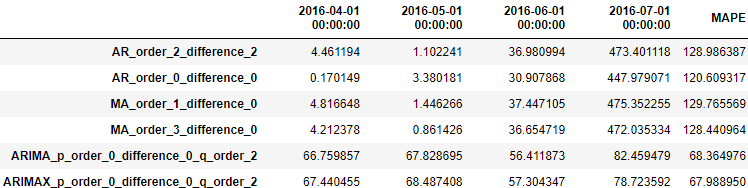 2016-04-01 00:00:00 2016-05-01 00:00:00 2016-06-01 00:00:00 2016-07-01 00:00:00 MAPE
AR_order_2_difference_2 4.461194 1.102241 36.980994 473.401118 128.986387
AR_order_0_difference_0 0.170149 3.380181 30.907868 447.979071 120.609317
MA_order_1_difference_0 4.816648 1.446266 37.447105 475.352255 129.765569
MA_order_3_difference_0 4.212378 0.861426 36.654719 472.035334 128.440964
ARIMA_p_order_0_difference_0_q_order_2 66.759857 67.828695 56.411873 82.459479 68.364976
ARIMAX_p_order_0_difference_0_q_order_2 67.440455 68.487408 57.304347 78.723592 67.988950